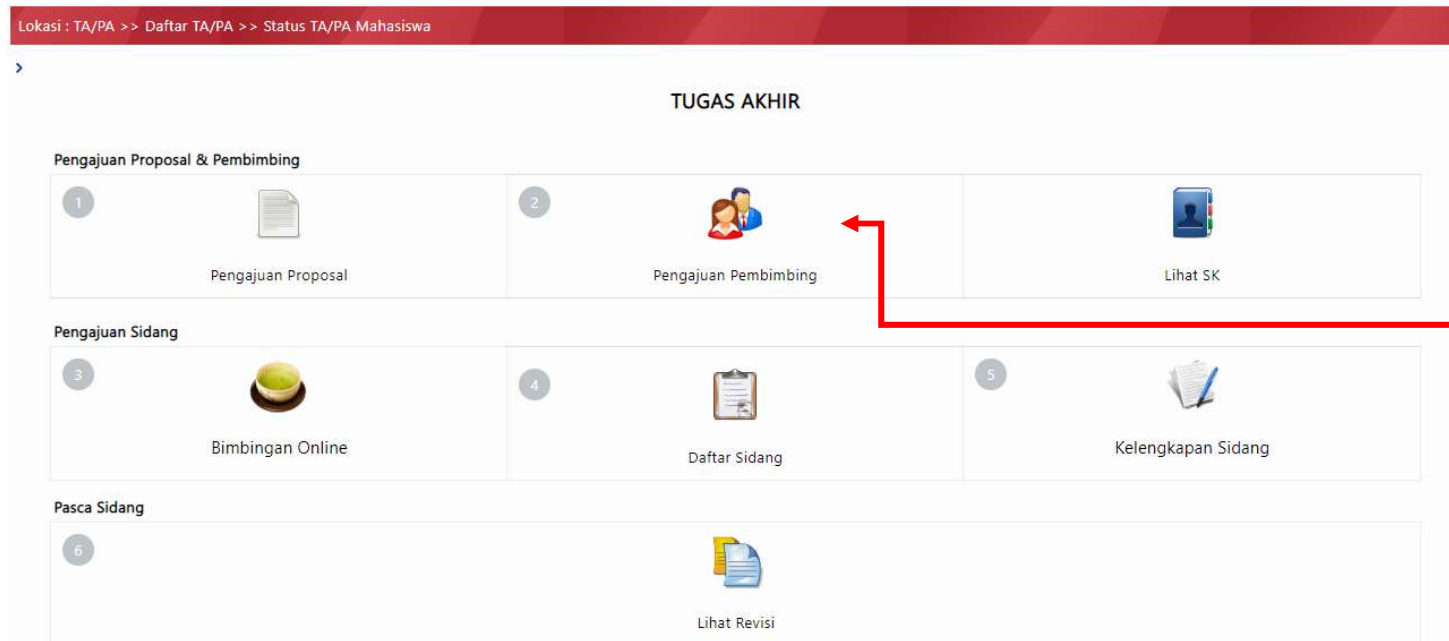 Lokasi : TA/PA >> Daftar TA/PA >> Status TA/PA Mahasiswa
TUGAS AKHIR
Pengajuan Proposal & Pembimbing
1
2
Pengajuan Proposal
Pengajuan Pembimbing
Lihat SK
Pengajuan Sidang
3
4
5
Bimbingan Online
Daftar Sidang
Kelengkapan Sidang
Pasca Sidang
6
Lihat Revisi